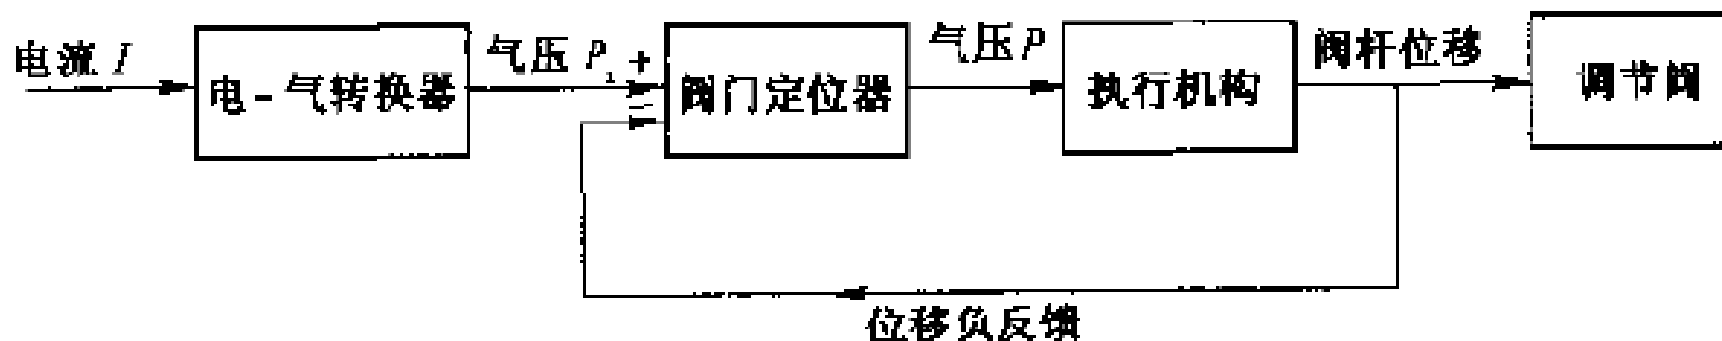 电流 I
电-气转换器
气压 P₁
+
−
阀门定位器
气压 P
执行机构
阀杆位移
调节阀
位移负反馈